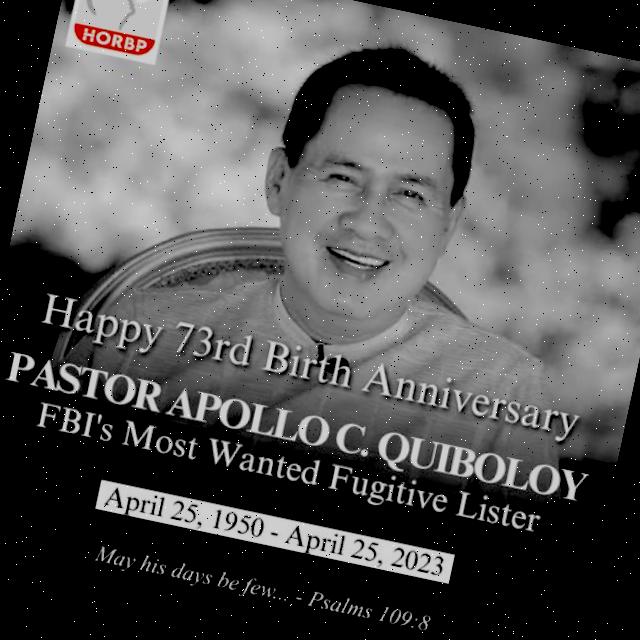 HORBP
Happy 73rd Birth Anniversary
PASTOR APOLLO C. QUIBOLOY
FBI's Most Wanted Fugitive Lister
April 25, 1950 - April 25, 2023
May his days be few... - Psalms 109:8